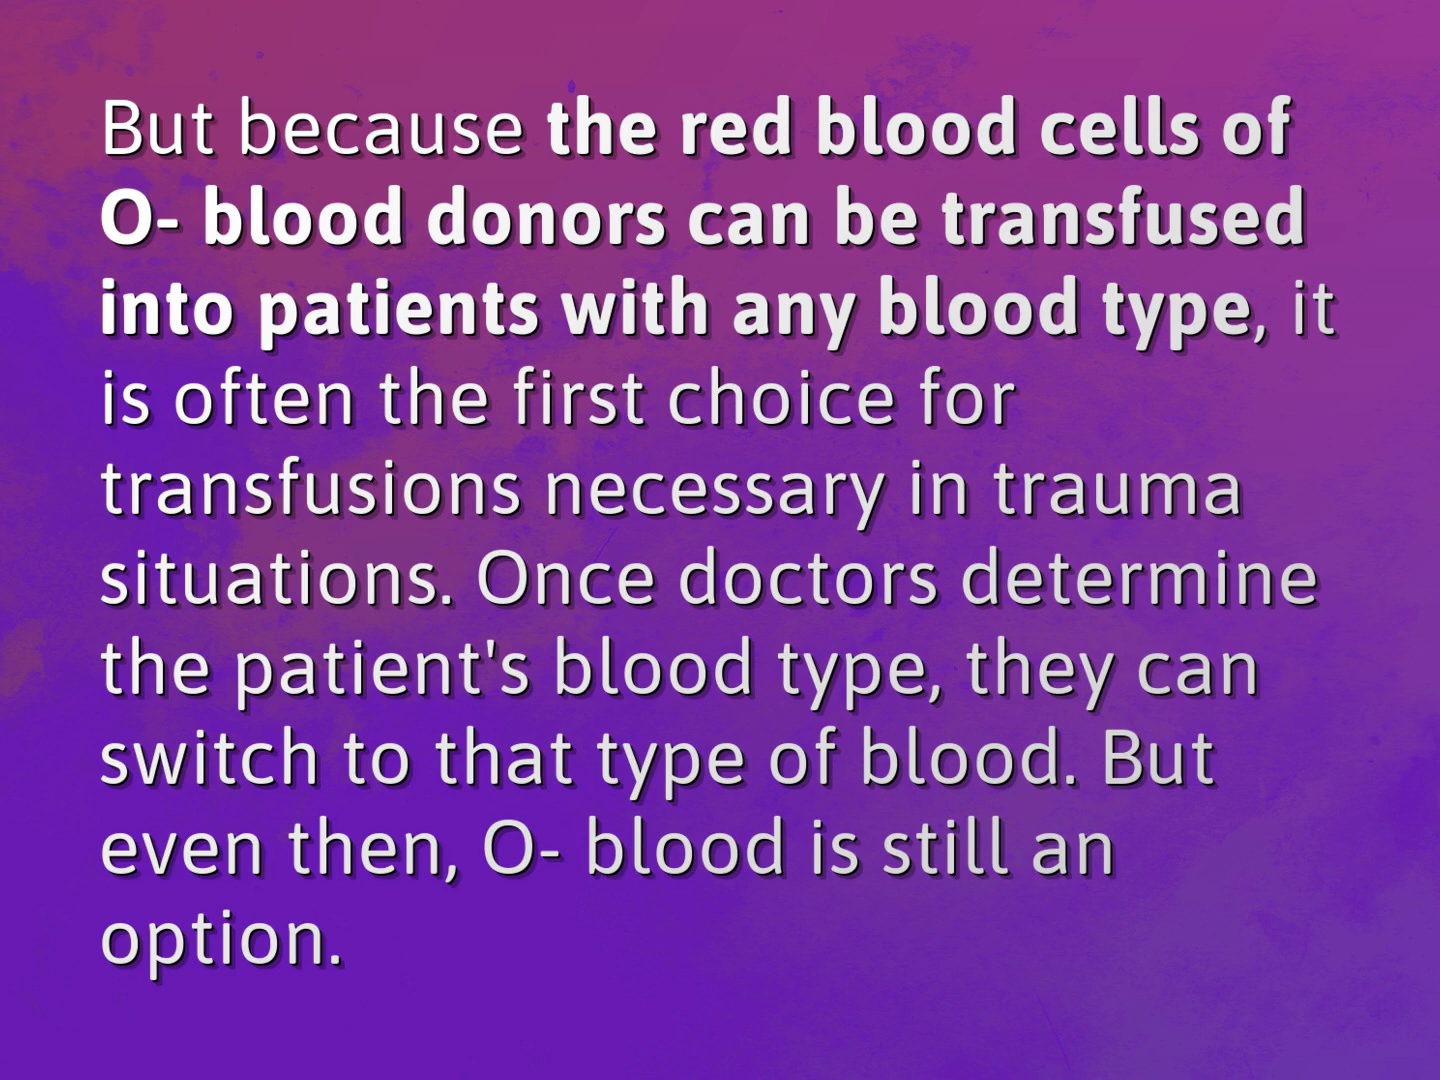 But because the red blood cells of
O- blood donors can be transfused
into patients with any blood type, it
is often the first choice for
transfusions necessary in trauma
situations. Once doctors determine
the patient's blood type, they can
switch to that type of blood. But
even then, O- blood is still an
option.